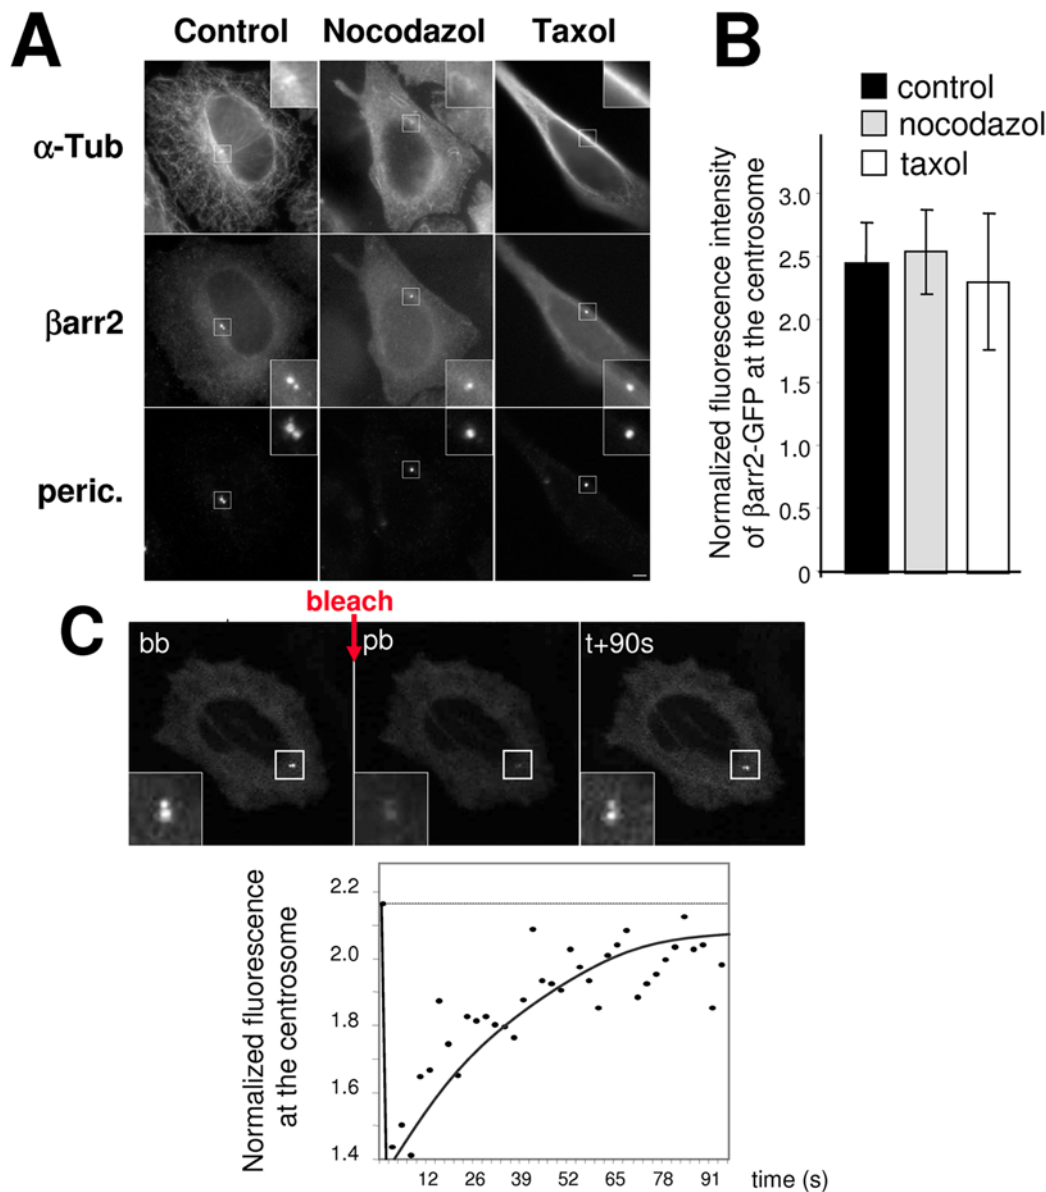 A
Control
Nocodazol
Taxol
α-Tub
βarr2
peric.
B
control
nocodazol
taxol
Normalized fluorescence intensity
of βarr2-GFP at the centrosome
3.0
2.5
2.0
1.5
1.0
0.5
0
C
bleach
bb
pb
t+90s
Normalized fluorescence
at the centrosome
2.2
2.0
1.8
1.6
1.4
12 26 39 52 65 78 91 time (s)